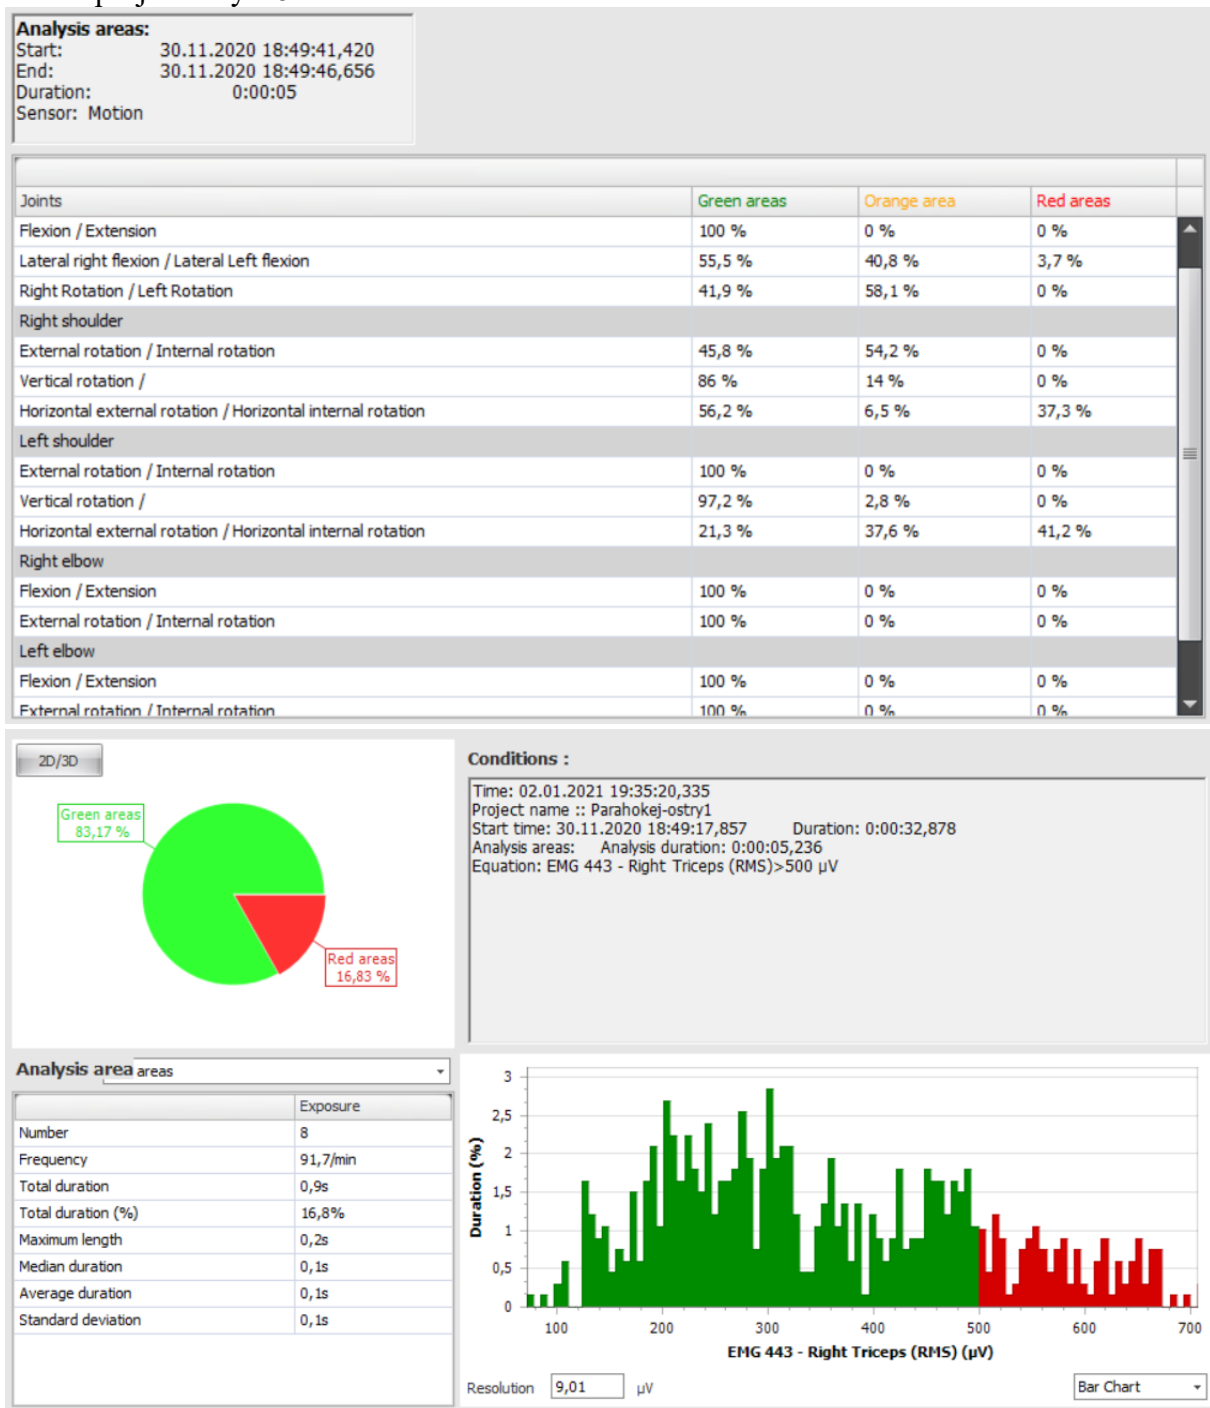 Analysis areas:
Start: 30.11.2020 18:49:41,420
End: 30.11.2020 18:49:46,656
Duration: 0:00:05
Sensor: Motion
Joints Green areas Orange area Red areas
Flexion / Extension 100 % 0 % 0 %
Lateral right flexion / Lateral Left flexion 55,5 % 40,8 % 3,7 %
Right Rotation / Left Rotation 41,9 % 58,1 % 0 %
Right shoulder
External rotation / Internal rotation 45,8 % 54,2 % 0 %
Vertical rotation / 86 % 14 % 0 %
Horizontal external rotation / Horizontal internal rotation 56,2 % 6,5 % 37,3 %
Left shoulder
External rotation / Internal rotation 100 % 0 % 0 %
Vertical rotation / 97,2 % 2,8 % 0 %
Horizontal external rotation / Horizontal internal rotation 21,3 % 37,6 % 41,2 %
Right elbow
Flexion / Extension 100 % 0 % 0 %
External rotation / Internal rotation 100 % 0 % 0 %
Left elbow
Flexion / Extension 100 % 0 % 0 %
External rotation / Internal rotation 100 % 0 % 0 %
2D/3D
Green areas
83,17 %
Red areas
16,83 %
Conditions :
Time: 02.01.2021 19:35:20,335
Project name :: Parahokej-ostry1
Start time: 30.11.2020 18:49:17,857 Duration: 0:00:32,878
Analysis areas: Analysis duration: 0:00:05,236
Equation: EMG 443 - Right Triceps (RMS)>500 µV
Analysis area areas
Exposure
Number 8
Frequency 91,7/min
Total duration 0,9s
Total duration (%) 16,8%
Maximum length 0,2s
Median duration 0,1s
Average duration 0,1s
Standard deviation 0,1s
Duration (%)
3
2,5
2
1,5
1
0,5
0
100 200 300 400 500 600 700
EMG 443 - Right Triceps (RMS) (µV)
Resolution 9,01 µV
Bar Chart